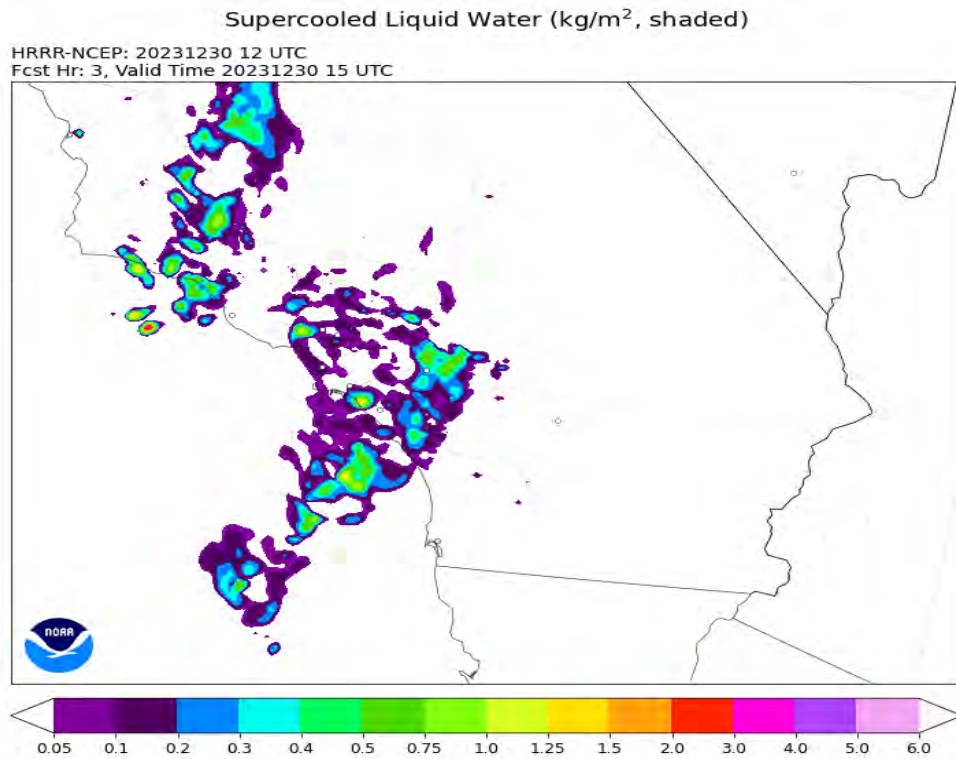 Supercooled Liquid Water (kg/m², shaded)
HRRR-NCEP: 20231230 12 UTC
Fcst Hr: 3, Valid Time 20231230 15 UTC
NOAA
0.05 0.1 0.2 0.3 0.4 0.5 0.75 1.0 1.25 1.5 2.0 3.0 4.0 5.0 6.0